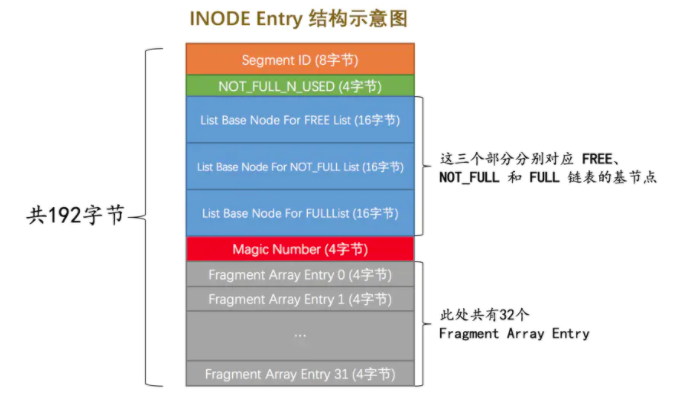 INODE Entry 结构示意图
Segment ID (8字节)
NOT_FULL_N_USED (4字节)
List Base Node For FREE List (16字节)
List Base Node For NOT_FULL List (16字节)
List Base Node For FULLList (16字节)
Magic Number (4字节)
Fragment Array Entry 0 (4字节)
Fragment Array Entry 1 (4字节)
...
Fragment Array Entry 31 (4字节)
共192字节
这三个部分分别对应 FREE、
NOT_FULL 和 FULL 链表的基节点
此处共有32个
Fragment Array Entry